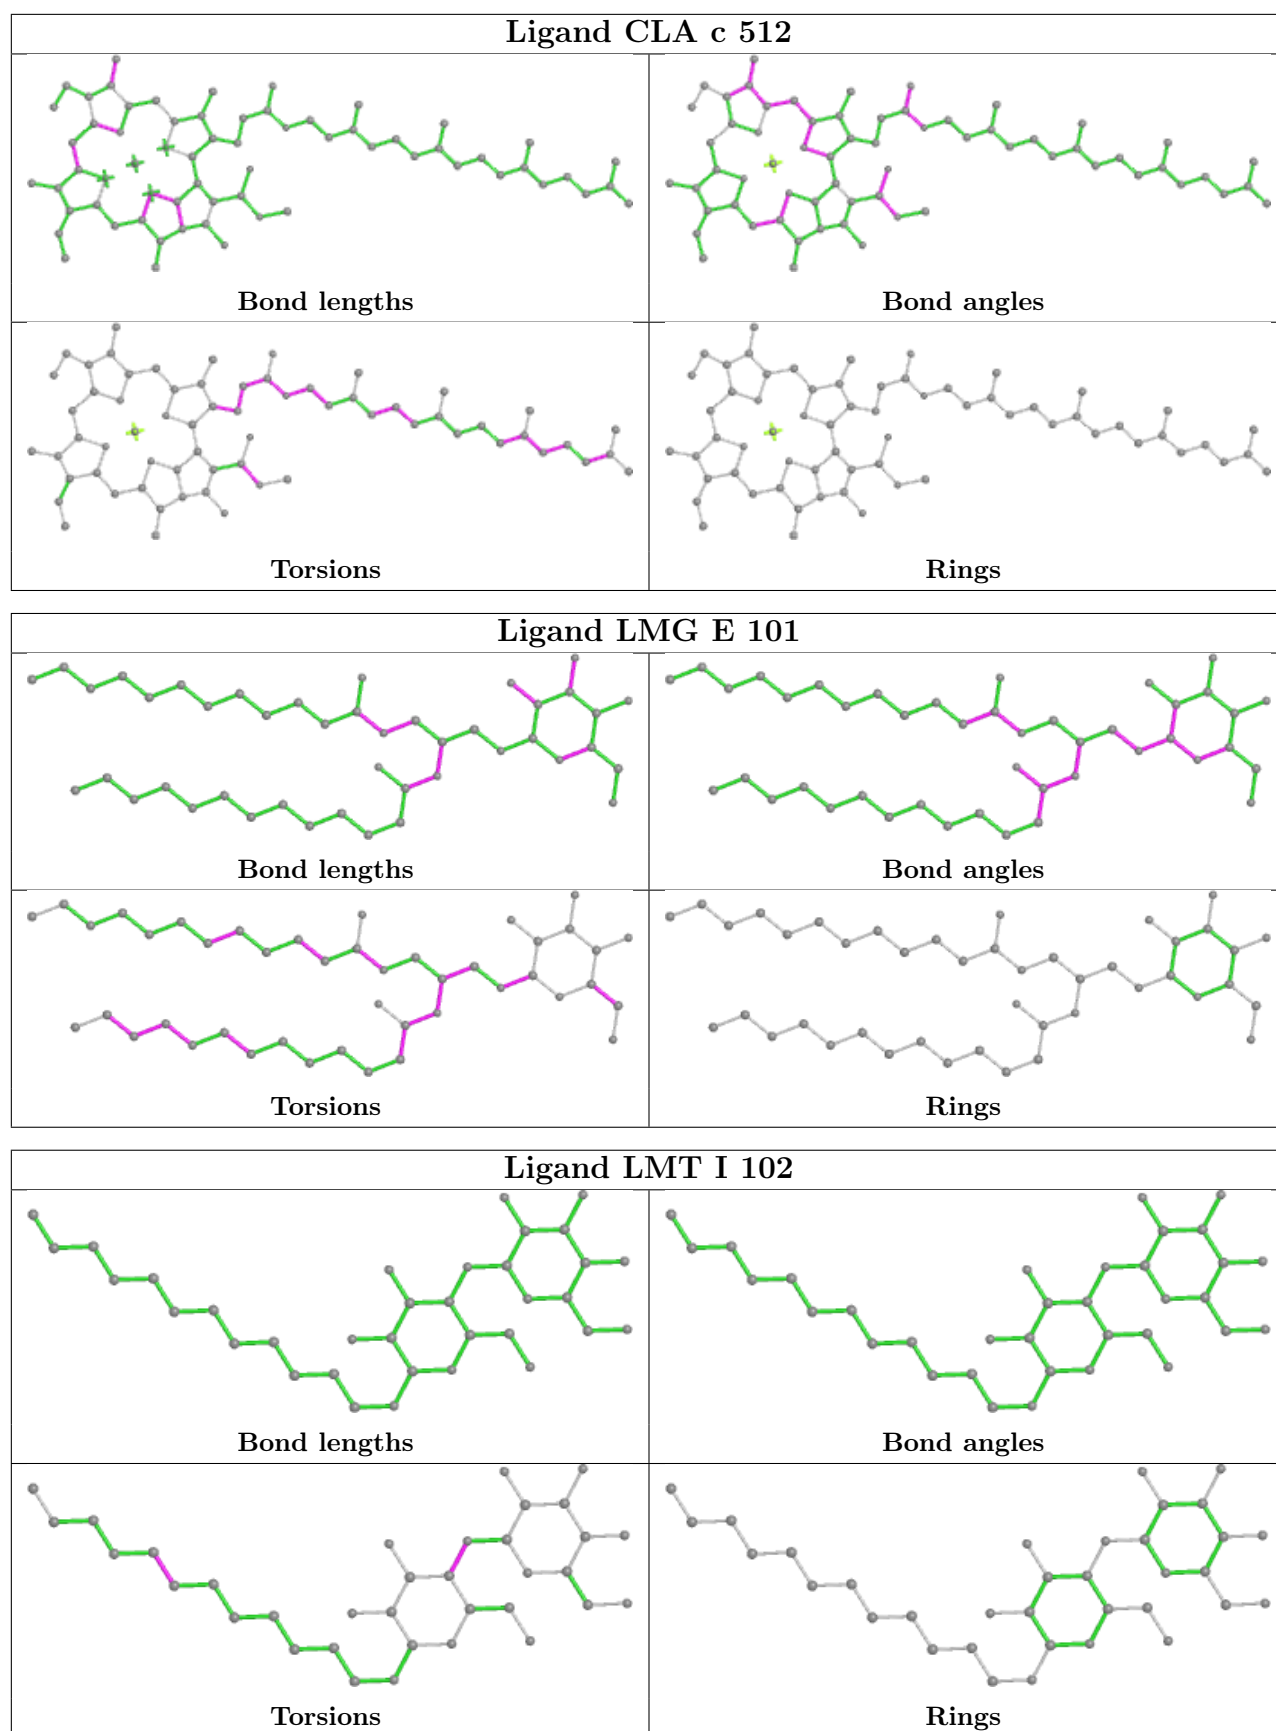 Ligand CLA c 512
Bond lengths
Bond angles
Torsions
Rings
Ligand LMG E 101
Bond lengths
Bond angles
Torsions
Rings
Ligand LMT I 102
Bond lengths
Bond angles
Torsions
Rings